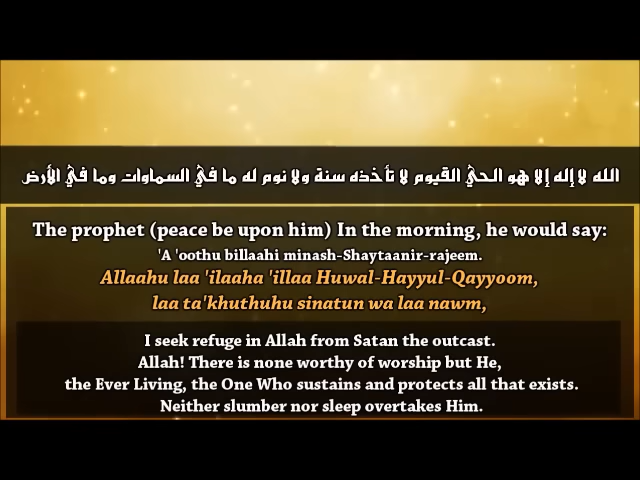 الله لا إله إلا هو الحي القيوم لا تأخذه سنة ولا نوم له ما في السماوات وما في الأرض
The prophet (peace be upon him) In the morning, he would say:
'A 'oothu billaahi minash-Shaytaanir-rajeem.
Allaahu laa 'ilaaha 'illaa Huwal-Hayyul-Qayyoom,
laa ta'khuthuhu sinatun wa laa nawm,
I seek refuge in Allah from Satan the outcast.
Allah! There is none worthy of worship but He,
the Ever Living, the One Who sustains and protects all that exists.
Neither slumber nor sleep overtakes Him.